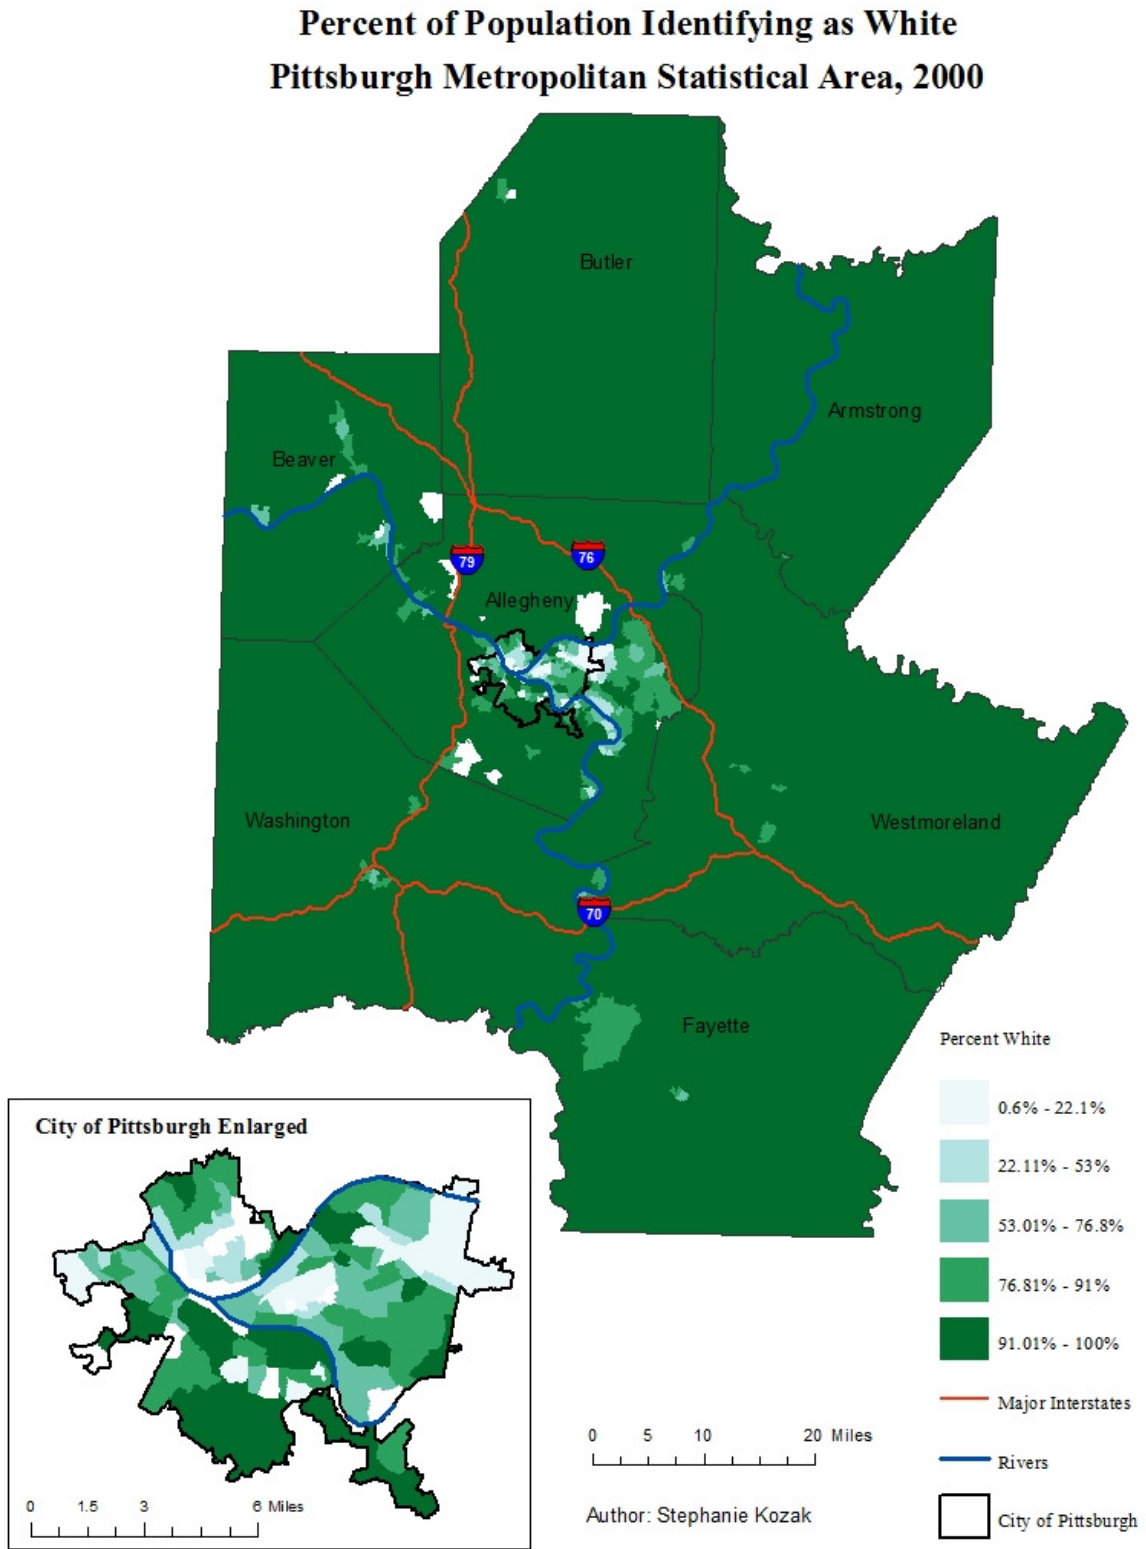 Percent of Population Identifying as White
Pittsburgh Metropolitan Statistical Area, 2000
Butler
Armstrong
Beaver
79
76
Allegheny
Washington
Westmoreland
70
Fayette
Percent White
0.6% - 22.1%
22.11% - 53%
53.01% - 76.8%
76.81% - 91%
91.01% - 100%
Major Interstates
Rivers
City of Pittsburgh
City of Pittsburgh Enlarged
0 1.5 3 6 Miles
0 5 10 20 Miles
Author: Stephanie Kozak